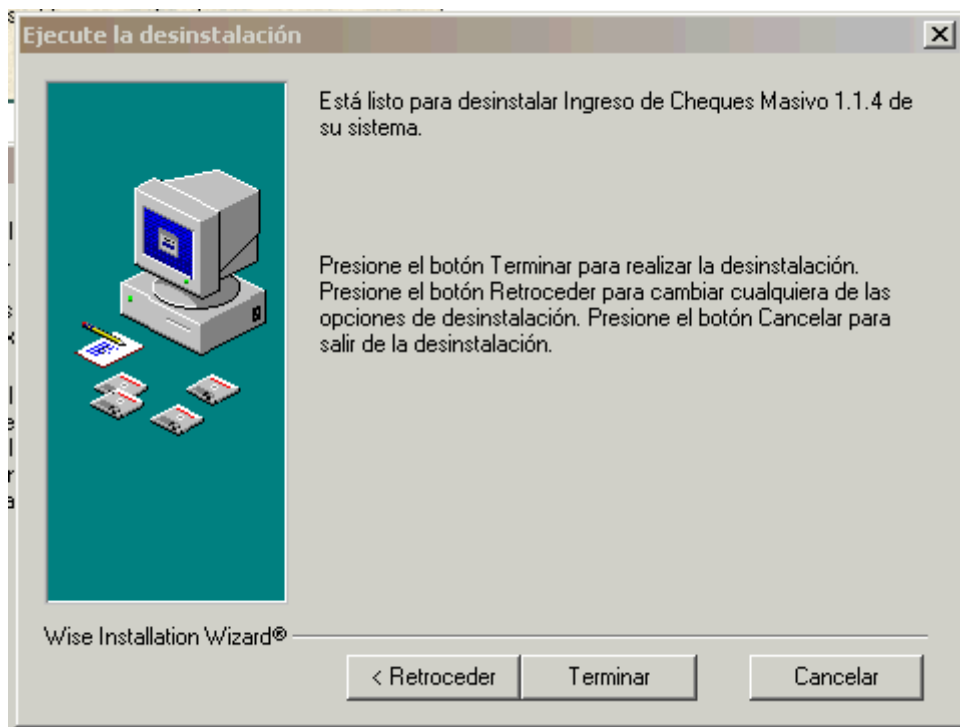 Ejecute la desinstalación
Está listo para desinstalar Ingreso de Cheques Masivo 1.1.4 de
su sistema.
Presione el botón Terminar para realizar la desinstalación.
Presione el botón Retroceder para cambiar cualquiera de las
opciones de desinstalación. Presione el botón Cancelar para
salir de la desinstalación.
Wise Installation Wizard®
< Retroceder
Terminar
Cancelar